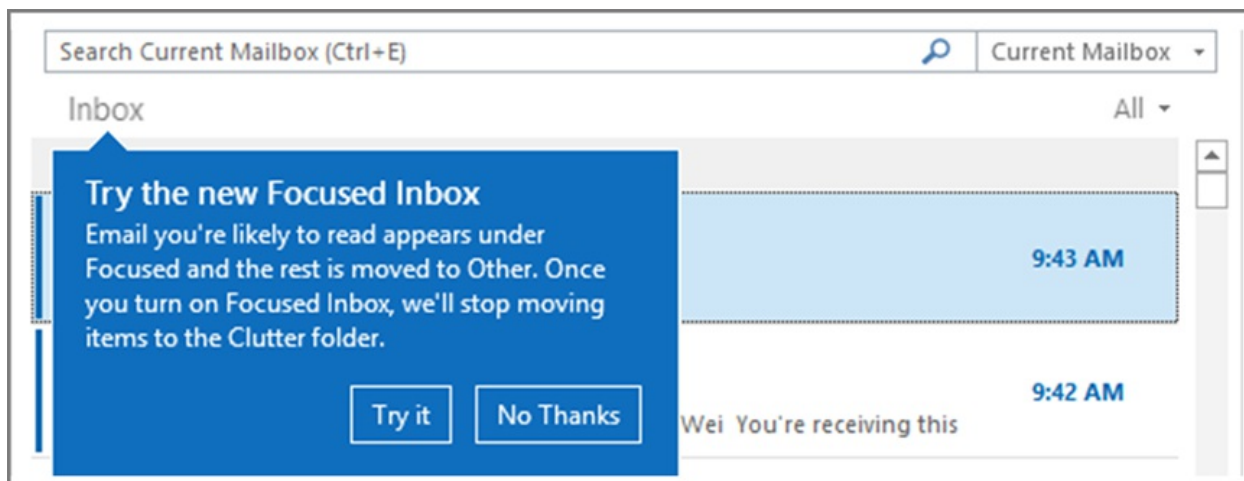 Search Current Mailbox (Ctrl+E) Current Mailbox
Inbox All
Try the new Focused Inbox
Email you're likely to read appears under
Focused and the rest is moved to Other. Once
you turn on Focused Inbox, we'll stop moving
items to the Clutter folder.
9:43 AM
Try it No Thanks
9:42 AM
Wei You're receiving this